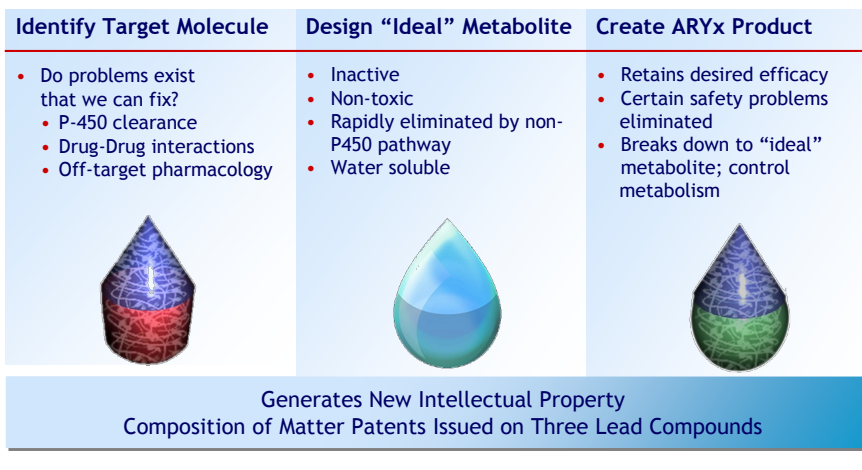 Identify Target Molecule
• Do problems exist
that we can fix?
• P-450 clearance
• Drug-Drug interactions
• Off-target pharmacology
Design “Ideal” Metabolite
• Inactive
• Non-toxic
• Rapidly eliminated by non-
P450 pathway
• Water soluble
Create ARYx Product
• Retains desired efficacy
• Certain safety problems
eliminated
• Breaks down to “ideal”
metabolite; control
metabolism
Generates New Intellectual Property
Composition of Matter Patents Issued on Three Lead Compounds